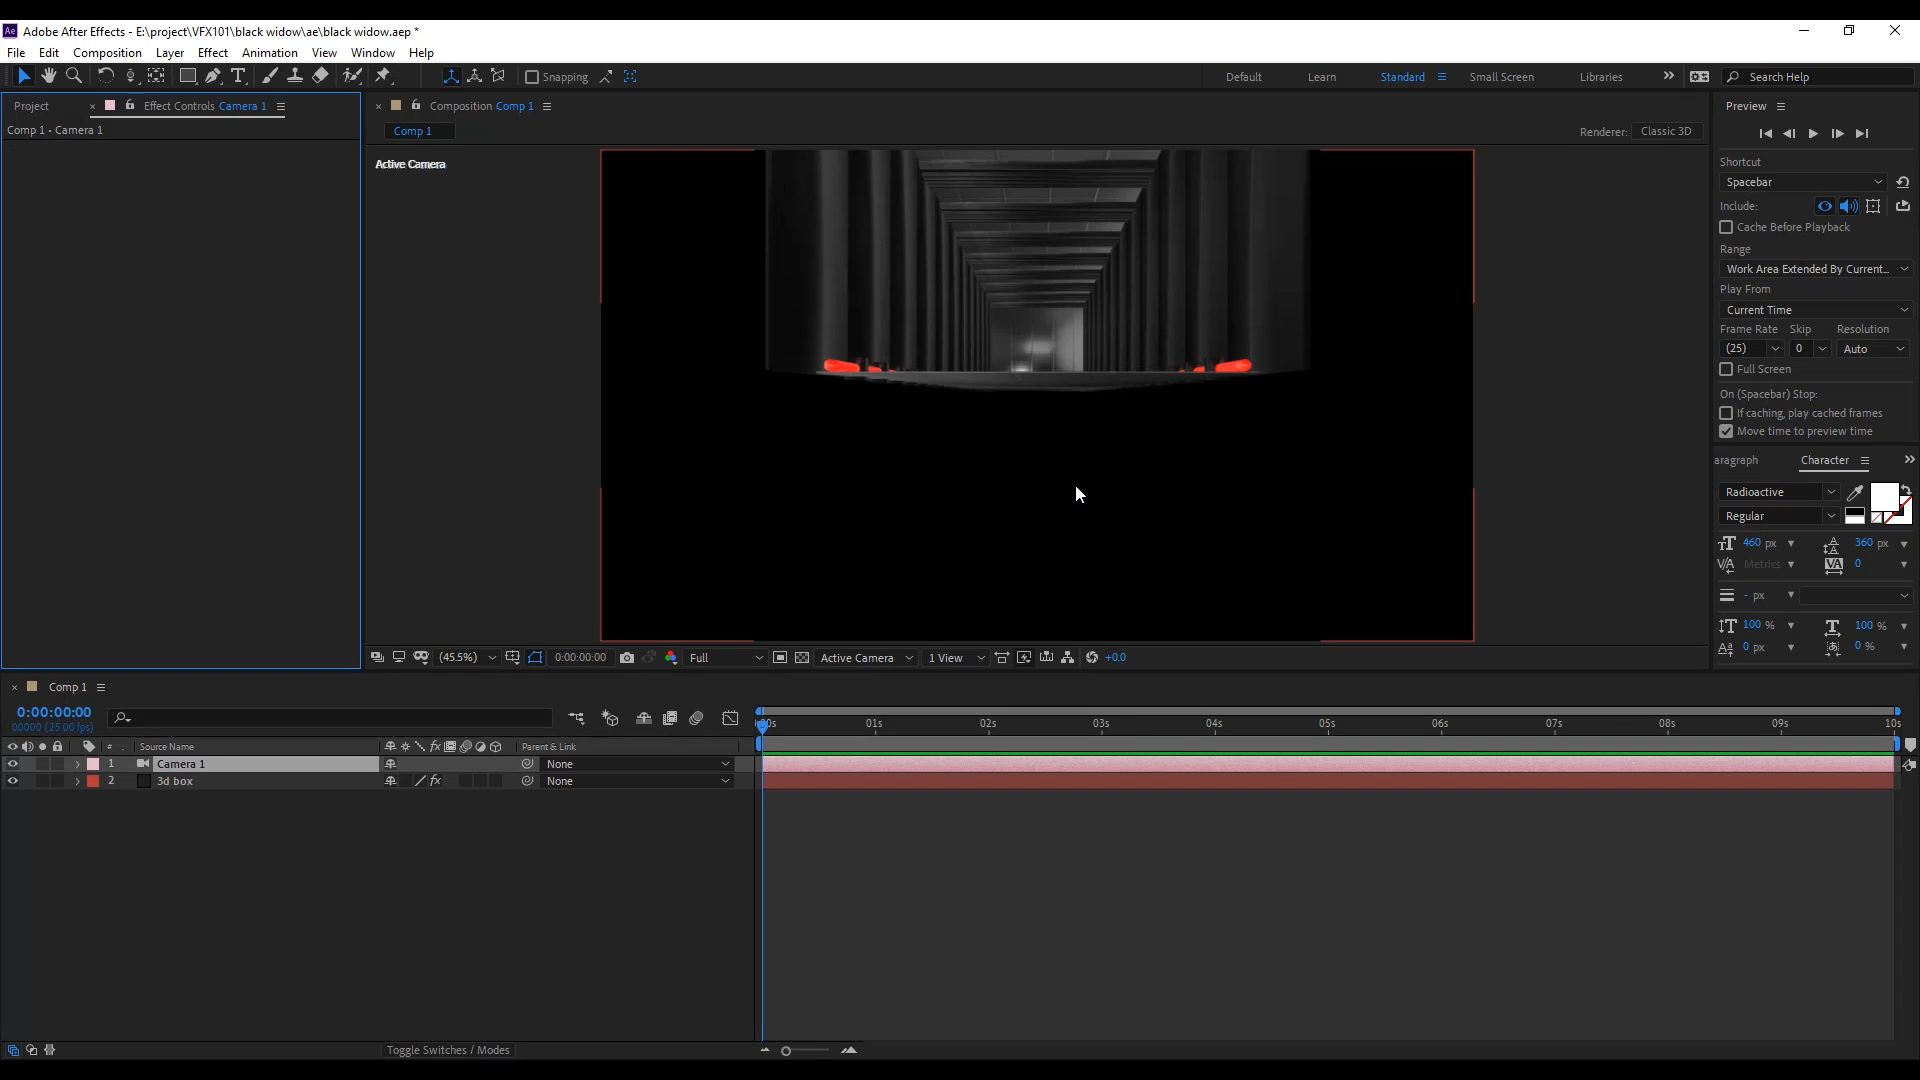 Ae Adobe After Effects - E:\project\VFX101\black widow\ae\black widow.aep *
File Edit Composition Layer Effect Animation View Window Help
Snapping Default Learn Standard Small Screen Libraries Search Help
Project × Effect Controls Camera 1
Comp 1 • Camera 1
× Composition Comp 1
Comp 1
Renderer: Classic 3D
Active Camera
(45.5%) 0:00:00:00 Full Active Camera 1 View +0.0
Preview
Shortcut
Spacebar
Include:
Cache Before Playback
Range
Work Area Extended By Current...
Play From
Current Time
Frame Rate Skip Resolution
(25) 0 Auto
Full Screen
On (Spacebar) Stop:
If caching, play cached frames
Move time to preview time
aragraph Character
Radioactive
Regular
460 px 360 px
Metrics 0
- px
100 % 100 %
0 px 0 %
× Comp 1
0:00:00:00
00000 (25.00 fps)
# . Source Name fx Parent & Link
1 Camera 1 None
2 3d box fx None
00s 01s 02s 03s 04s 05s 06s 07s 08s 09s 10s
Toggle Switches / Modes